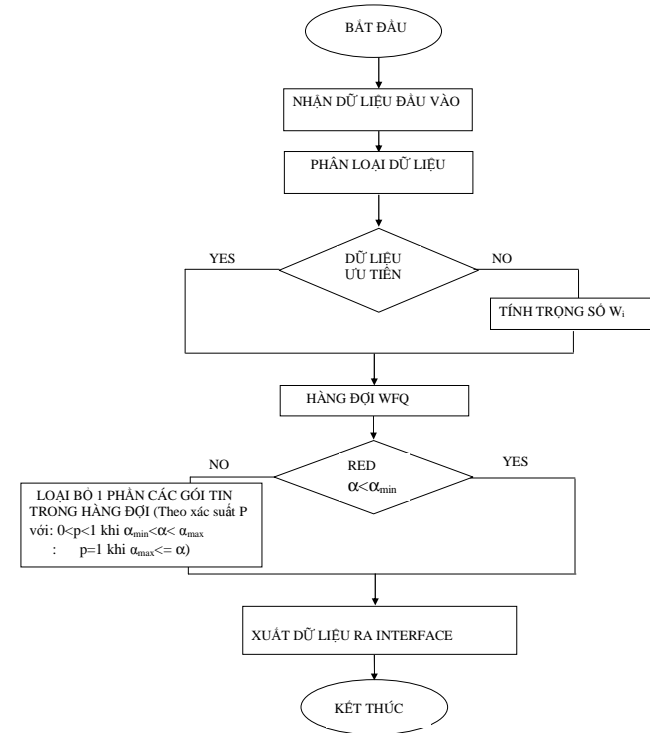 BẮT ĐẦU
NHẬN DỮ LIỆU ĐẦU VÀO
PHÂN LOẠI DỮ LIỆU
YES
DỮ LIỆU
ƯU TIÊN
NO
TÍNH TRỌNG SỐ Wᵢ
HÀNG ĐỢI WFQ
NO
RED
α<αmin
YES
LOẠI BỎ 1 PHẦN CÁC GÓI TIN
TRONG HÀNG ĐỢI (Theo xác suất P
với: 0<p<1 khi αmin<α< αmax
: p=1 khi αmax<= α)
XUẤT DỮ LIỆU RA INTERFACE
KẾT THÚC